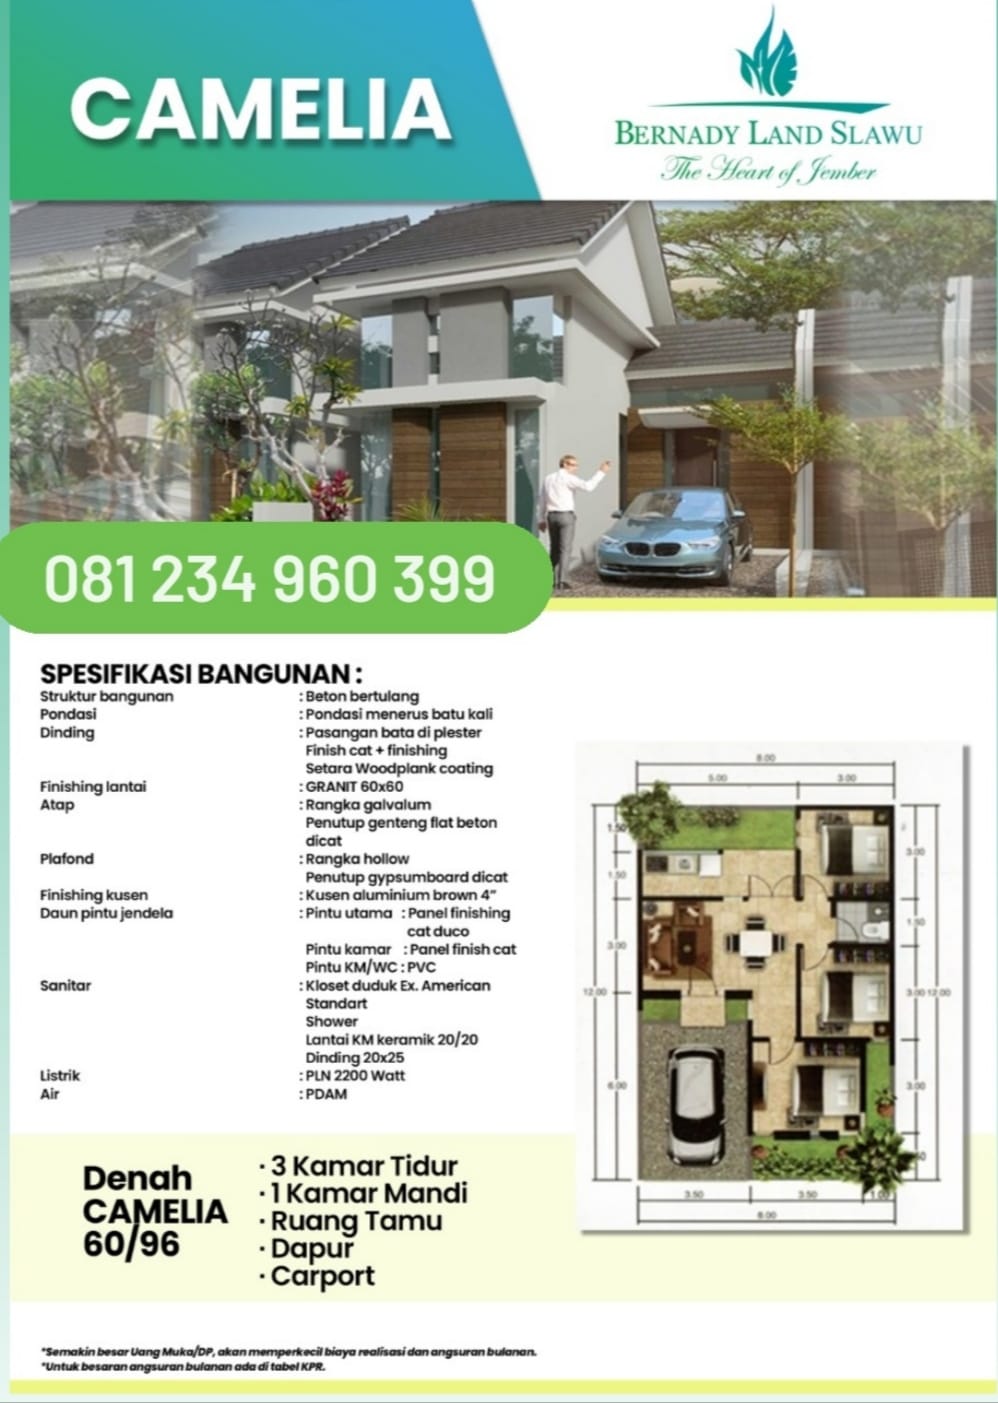 CAMELIA
BERNADY LAND SLAWU
The Heart of Jember
081 234 960 399
SPESIFIKASI BANGUNAN :
Struktur bangunan : Beton bertulang
Pondasi : Pondasi menerus batu kali
Dinding : Pasangan bata di plester
Finish cat + finishing
Setara Woodplank coating
Finishing lantai : GRANIT 60x60
Atap : Rangka galvalum
Penutup genteng flat beton
dicat
Plafond : Rangka hollow
Penutup gypsumboard dicat
Finishing kusen : Kusen aluminium brown 4”
Daun pintu jendela : Pintu utama : Panel finishing
cat duco
Pintu kamar : Panel finish cat
Pintu KM/WC : PVC
Sanitar : Kloset duduk Ex. American
Standart
Shower
Lantai KM keramik 20/20
Dinding 20x25
Listrik : PLN 2200 Watt
Air : PDAM
8.00
5.00 3.00
1.50
3.00
1.50
1.50
3.00
12.00
3.00 12.00
6.00
3.00
3.50 3.50 1.00
Denah
CAMELIA
60/96
· 3 Kamar Tidur
· 1 Kamar Mandi
· Ruang Tamu
· Dapur
· Carport
*Semakin besar Uang Muka/DP, akan memperkecil biaya realisasi dan angsuran bulanan.
*Untuk besaran angsuran bulanan ada di tabel KPR.